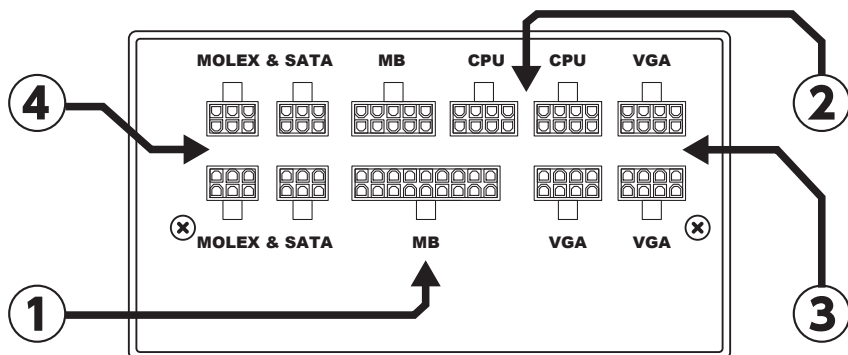 MOLEX & SATA MB CPU CPU VGA
4 2
MOLEX & SATA MB VGA VGA
1 3